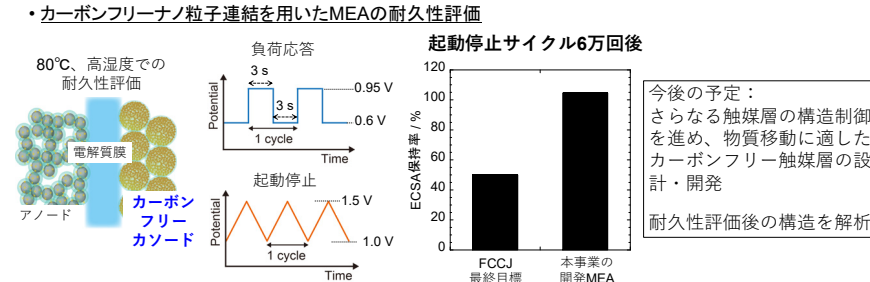 • カーボンフリーナノ粒子連結を用いたMEAの耐久性評価
80℃、高湿度での
耐久性評価
電解質膜
アノード
カーボン
フリー
カソード
負荷応答
3 s
3 s
0.95 V
0.6 V
1 cycle
Potential
Time
起動停止
1.5 V
1.0 V
1 cycle
Potential
Time
起動停止サイクル6万回後
ECSA保持率 / %
120
100
80
60
40
20
0
FCCJ
最終目標
本事業の
開発MEA
今後の予定：
さらなる触媒層の構造制御
を進め、物質移動に適した
カーボンフリー触媒層の設
計・開発
耐久性評価後の構造を解析